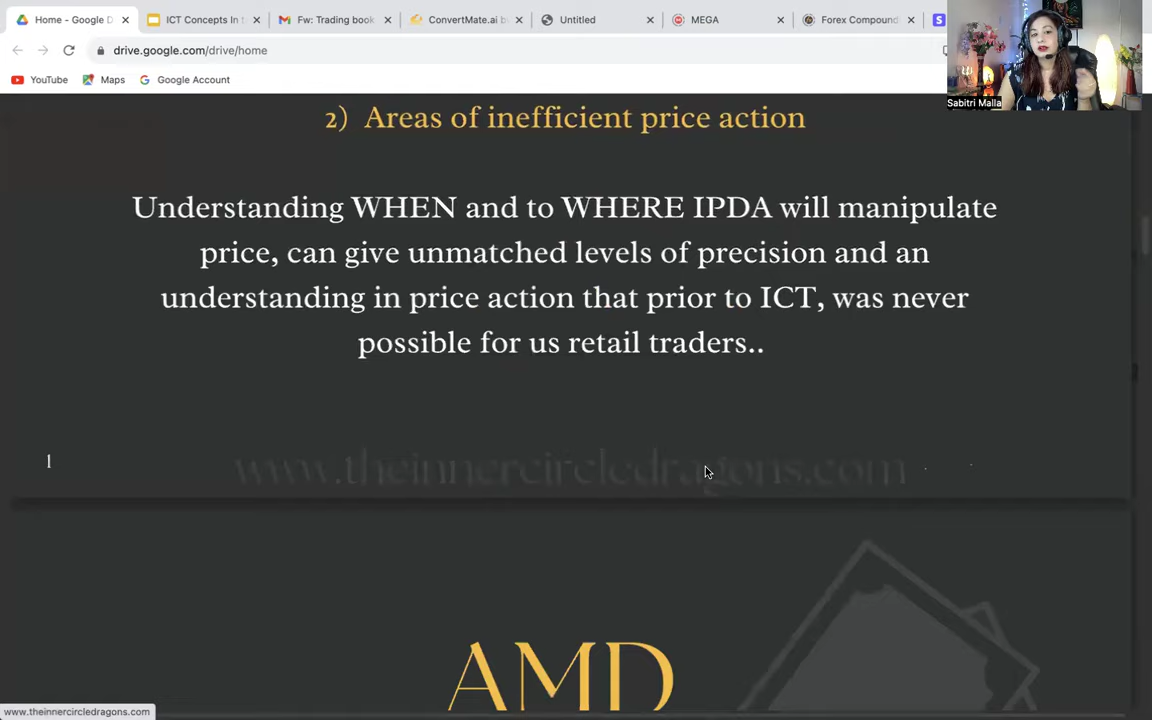 Home - Google D
ICT Concepts In t
Fw: Trading book
ConvertMate.ai b
Untitled
MEGA
Forex Compound
S
drive.google.com/drive/home
YouTube
Maps
Google Account
Sabitri Malla
2) Areas of inefficient price action
Understanding WHEN and to WHERE IPDA will manipulate
price, can give unmatched levels of precision and an
understanding in price action that prior to ICT, was never
possible for us retail traders..
1
www.theinnercircledragons.com
AMD
www.theinnercircledragons.com